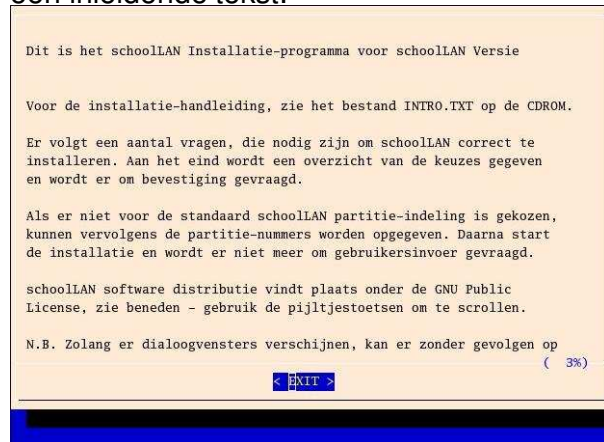 een inleidende tekst.
Dit is het schoolLAN Installatie-programma voor schoolLAN Versie
Voor de installatie-handleiding, zie het bestand INTRO.TXT op de CDROM.
Er volgt een aantal vragen, die nodig zijn om schoolLAN correct te
installeren. Aan het eind wordt een overzicht van de keuzes gegeven
en wordt er om bevestiging gevraagd.
Als er niet voor de standaard schoolLAN partitie-indeling is gekozen,
kunnen vervolgens de partitie-nummers worden opgegeven. Daarna start
de installatie en wordt er niet meer om gebruikersinvoer gevraagd.
schoolLAN software distributie vindt plaats onder de GNU Public
License, zie beneden - gebruik de pijltjestoetsen om te scrollen.
N.B. Zolang er dialoogvensters verschijnen, kan er zonder gevolgen op
( 3%)
< EXIT >